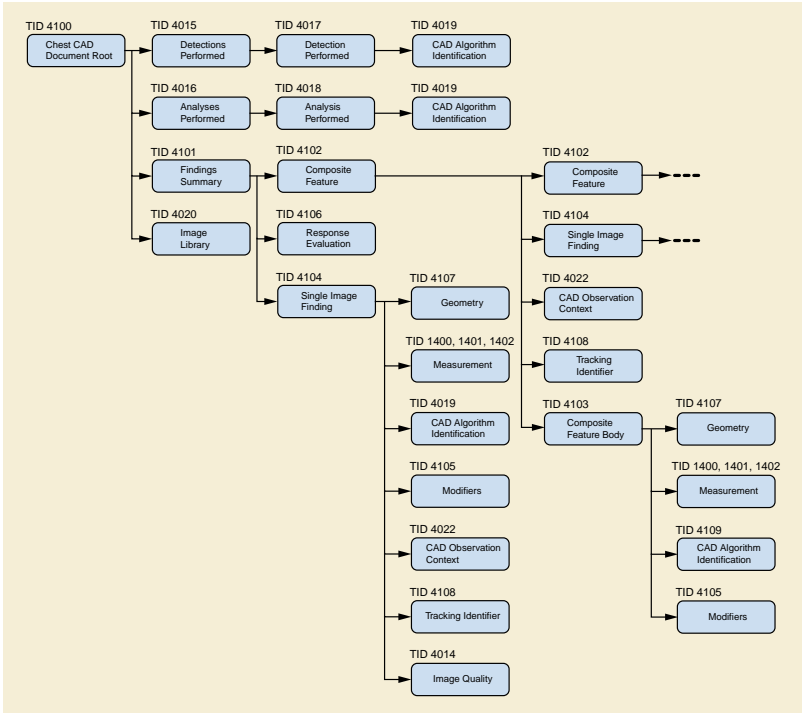 TID 4100
Chest CAD
Document Root
TID 4015
Detections
Performed
TID 4017
Detection
Performed
TID 4019
CAD Algorithm
Identification
TID 4016
Analyses
Performed
TID 4018
Analysis
Performed
TID 4019
CAD Algorithm
Identification
TID 4101
Findings
Summary
TID 4102
Composite
Feature
TID 4102
Composite
Feature
TID 4020
Image
Library
TID 4106
Response
Evaluation
TID 4104
Single Image
Finding
TID 4104
Single Image
Finding
TID 4107
Geometry
TID 4022
CAD Observation
Context
TID 1400, 1401, 1402
Measurement
TID 4108
Tracking
Identifier
TID 4019
CAD Algorithm
Identification
TID 4103
Composite
Feature Body
TID 4107
Geometry
TID 4105
Modifiers
TID 1400, 1401, 1402
Measurement
TID 4022
CAD Observation
Context
TID 4109
CAD Algorithm
Identification
TID 4108
Tracking Identifier
TID 4105
Modifiers
TID 4014
Image Quality